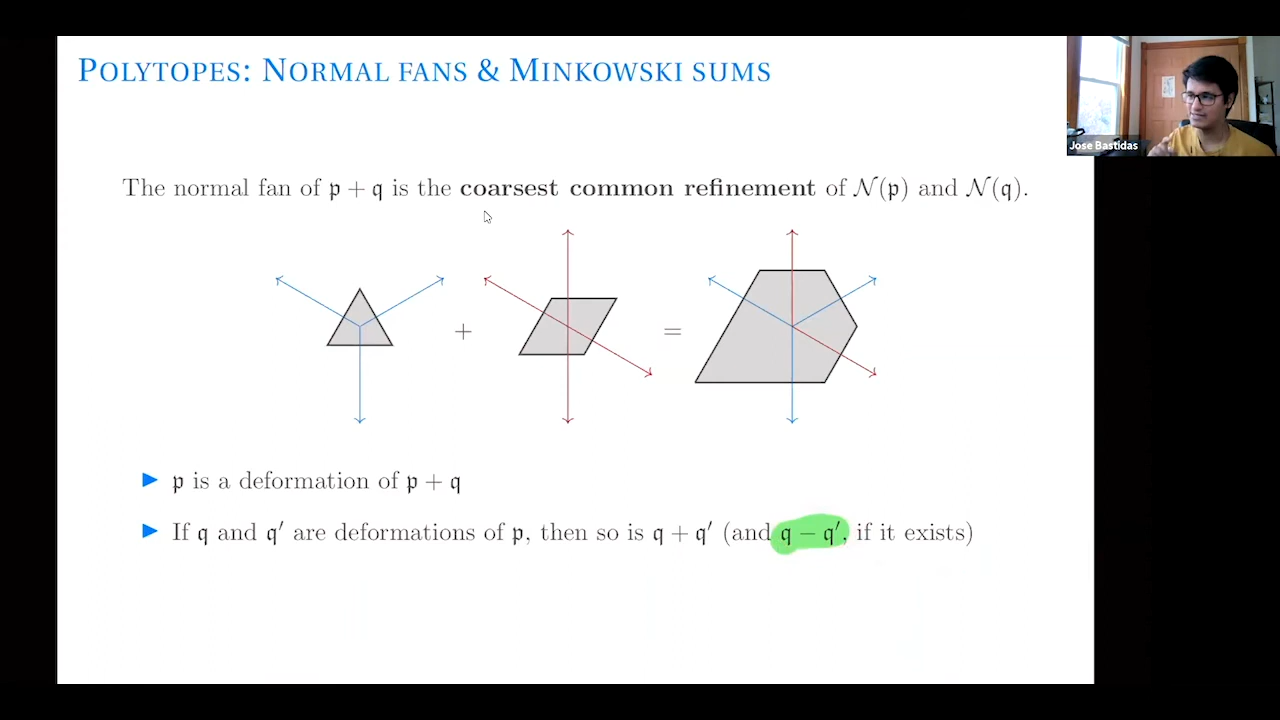 POLYTOPES: NORMAL FANS & MINKOWSKI SUMS
Jose Bastidas
The normal fan of 𝔭 + 𝔮 is the coarsest common refinement of 𝒩(𝔭) and 𝒩(𝔮).
+ =
▶ 𝔭 is a deformation of 𝔭 + 𝔮
▶ If 𝔮 and 𝔮′ are deformations of 𝔭, then so is 𝔮 + 𝔮′ (and 𝔮 − 𝔮′, if it exists)